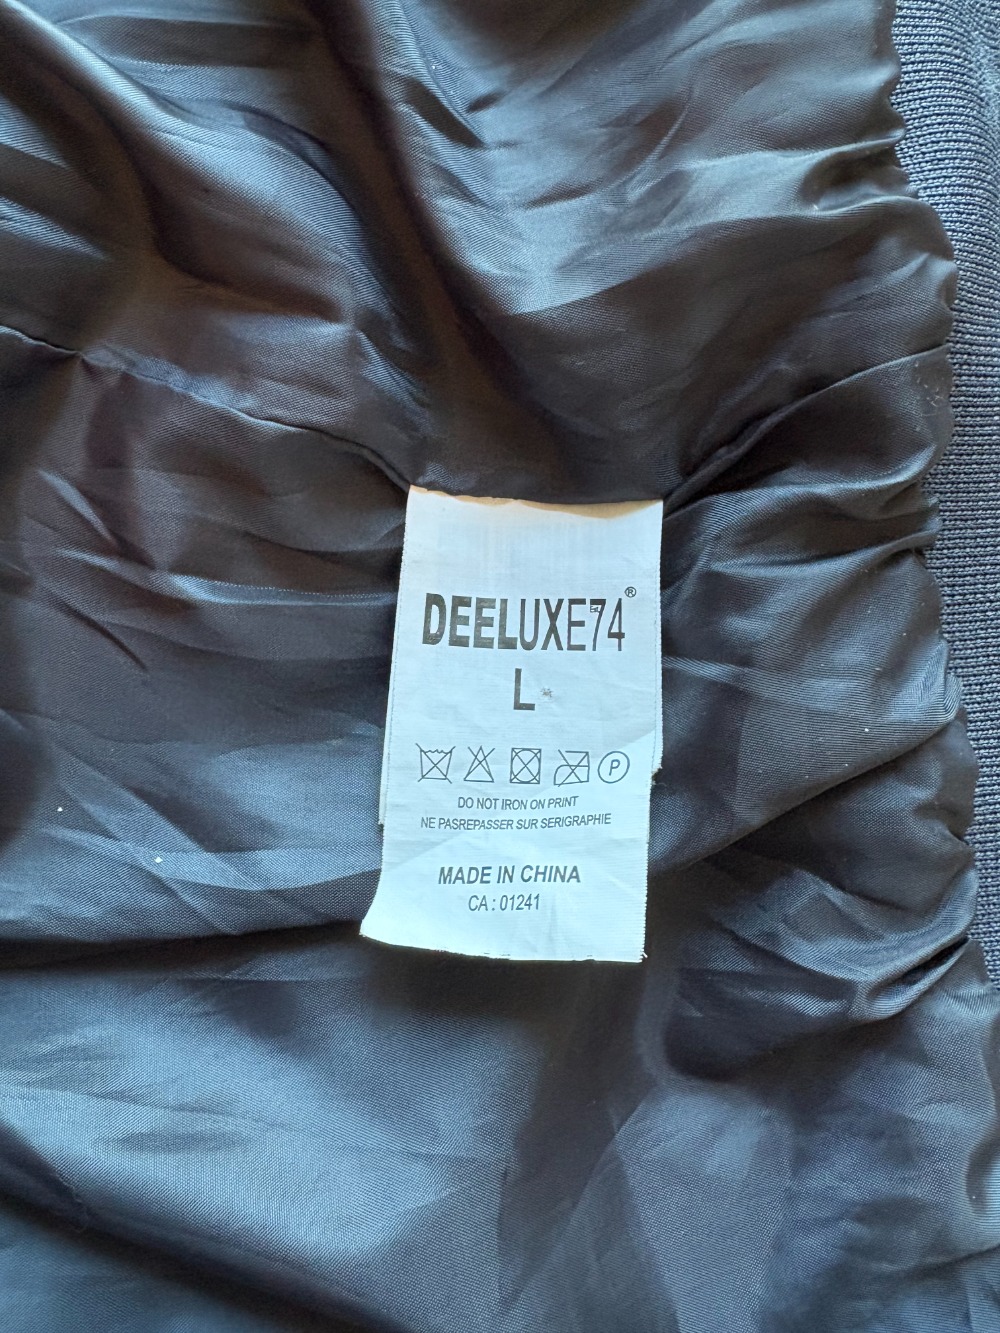 DEELUXE74®
L
P
DO NOT IRON ON PRINT
NE PASREPASSER SUR SERIGRAPHIE
MADE IN CHINA
CA : 01241